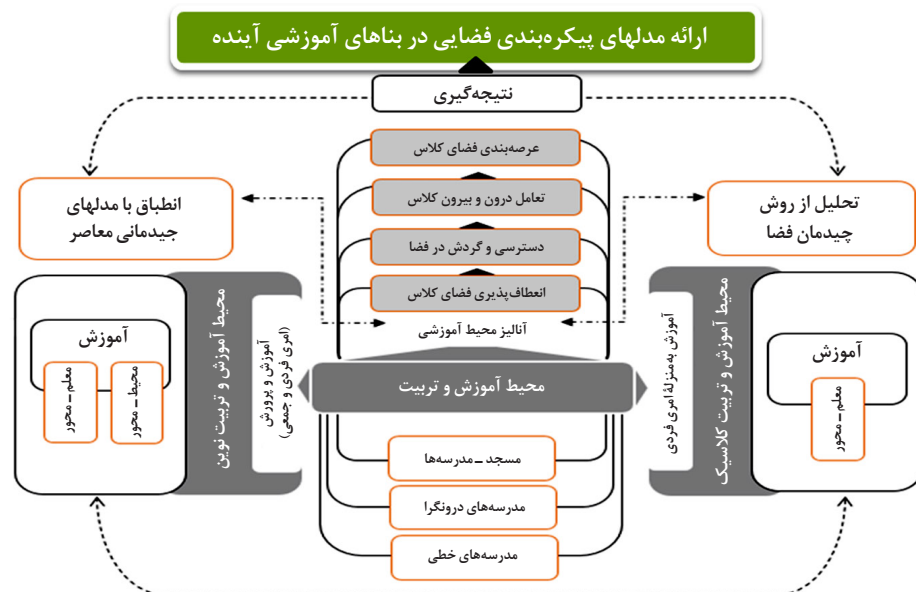 ارائه مدلهای پیکره‌بندی فضایی در بناهای آموزشی آینده
نتیجه‌گیری
عرصه‌بندی فضای کلاس
تعامل درون و بیرون کلاس
دسترسی و گردش در فضا
انعطاف‌پذیری فضای کلاس
آنالیز محیط آموزشی
تحلیل از روش
چیدمان فضا
انطباق با مدلهای
جیدمانی معاصر
محیط آموزش و تربیت
آموزش
معلم ـ محور
محیط آموزش و تربیت کلاسیک
آموزش به‌منزلهٔ امری فردی
آموزش و پرورش
(امری فردی و جمعی)
محیط آموزش و تربیت نوین
آموزش
محیط ـ محور
معلم ـ محور
مسجد ـ مدرسه‌ها
مدرسه‌های درونگرا
مدرسه‌های خطی